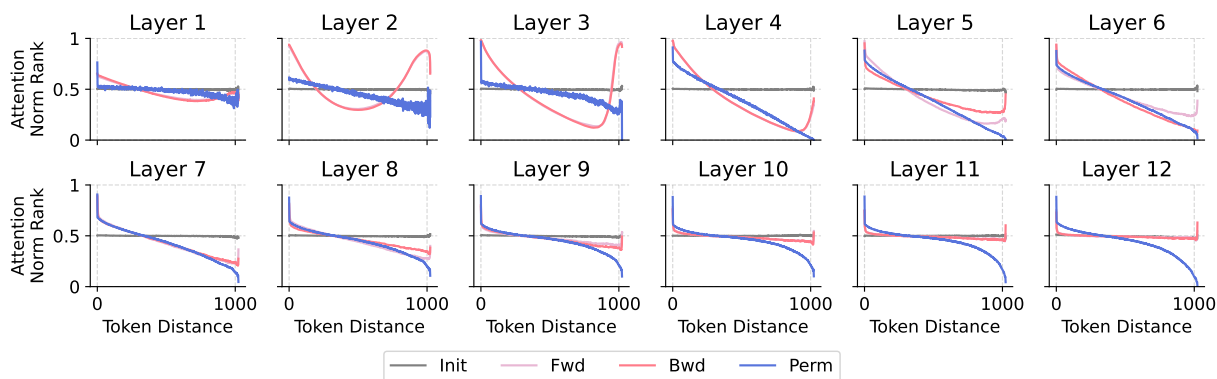 Layer 1 Layer 2 Layer 3 Layer 4 Layer 5 Layer 6
Attention
Norm Rank
1
0.5
0
Layer 7 Layer 8 Layer 9 Layer 10 Layer 11 Layer 12
Attention
Norm Rank
1
0.5
0
0 1000 0 1000 0 1000 0 1000 0 1000 0 1000
Token Distance Token Distance Token Distance Token Distance Token Distance Token Distance
Init Fwd Bwd Perm